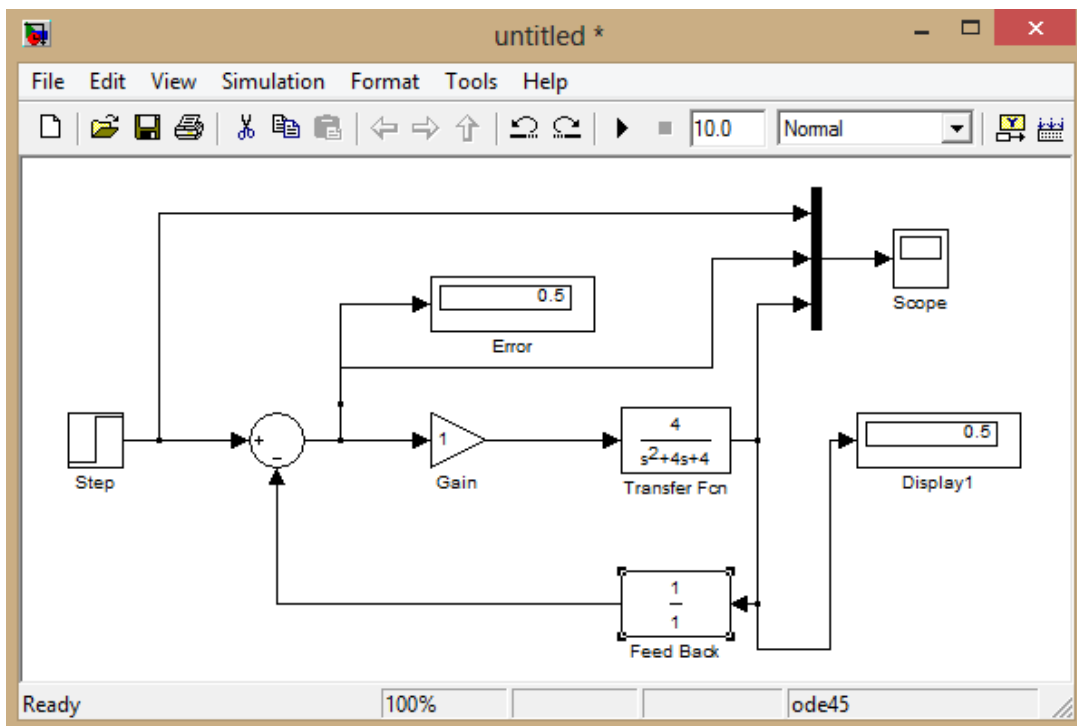 untitled *
File Edit View Simulation Format Tools Help
10.0 Normal
Scope
0.5
Error
Step
+
−
1
Gain
4
s²+4s+4
Transfer Fcn
0.5
Display1
1
1
Feed Back
Ready 100% ode45